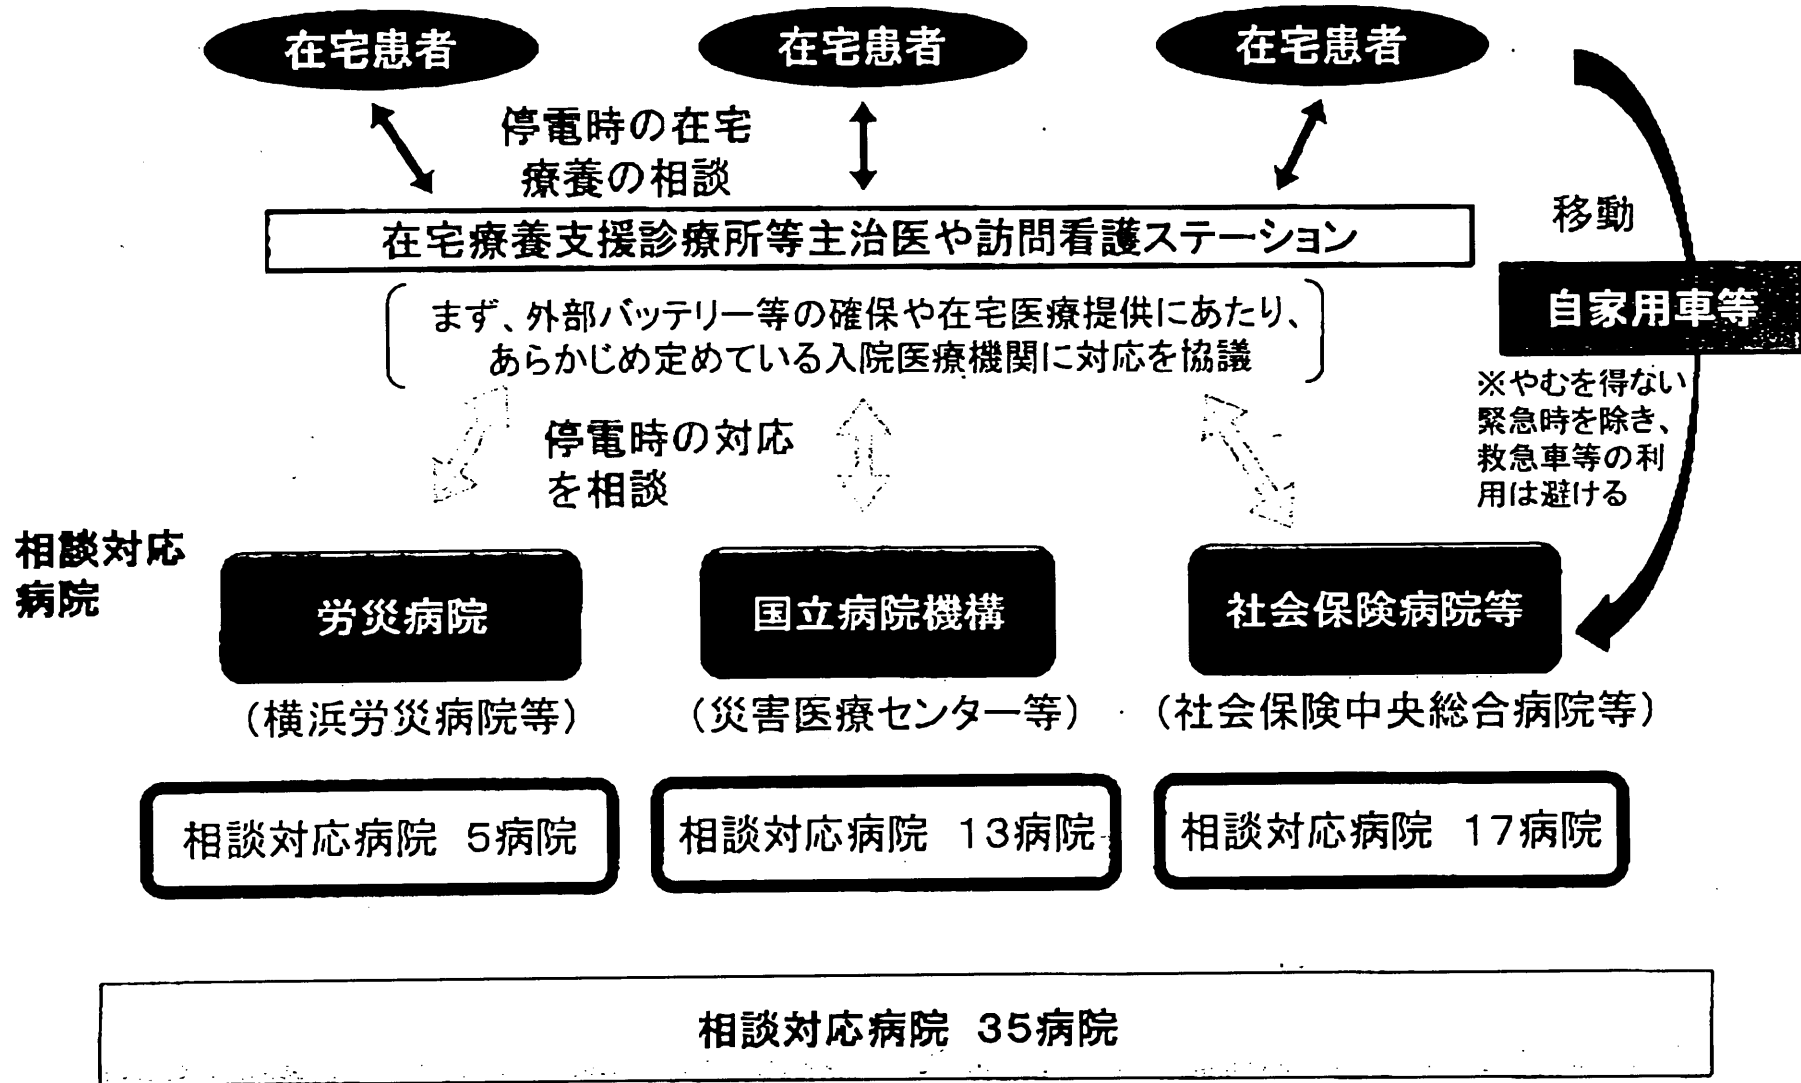 在宅患者
在宅患者
在宅患者
停電時の在宅
療養の相談
在宅療養支援診療所等主治医や訪問看護ステーション
まず、外部バッテリー等の確保や在宅医療提供にあたり、
あらかじめ定めている入院医療機関に対応を協議
移動
自家用車等
※やむを得ない
緊急時を除き、
救急車等の利
用は避ける
停電時の対応
を相談
相談対応
病院
労災病院
国立病院機構
社会保険病院等
（横浜労災病院等）
（災害医療センター等）
（社会保険中央総合病院等）
相談対応病院 5病院
相談対応病院 13病院
相談対応病院 17病院
相談対応病院 35病院